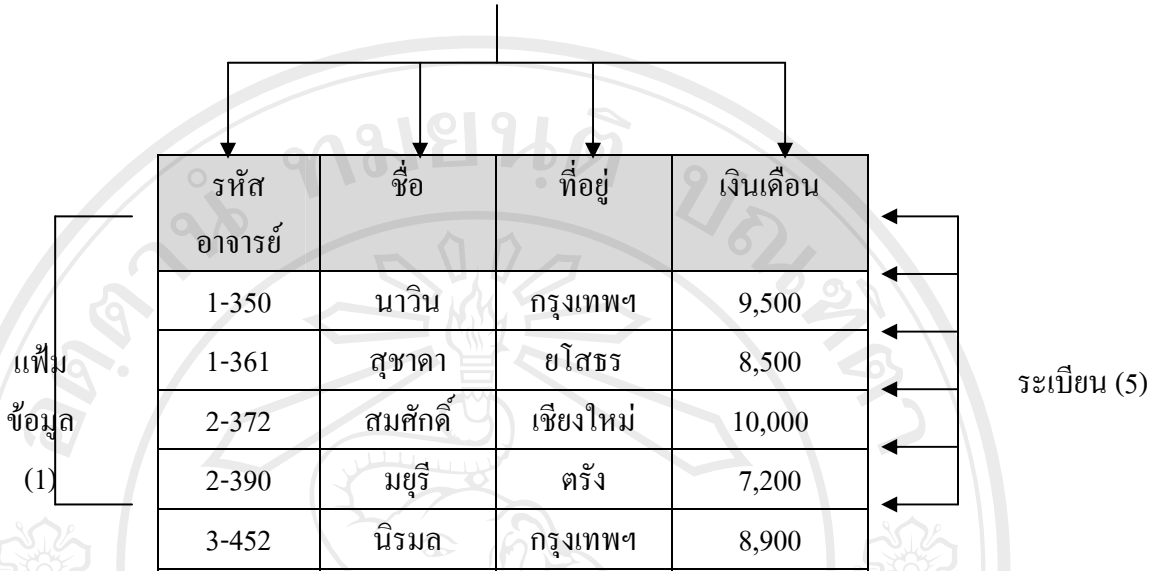 รหัส อาจารย์ ชื่อ ที่อยู่ เงินเดือน
1-350 นาวิน กรุงเทพฯ 9,500
1-361 สุชาดา ยโสธร 8,500
2-372 สมศักดิ์ เชียงใหม่ 10,000
2-390 มยุรี ตรัง 7,200
3-452 นิรมล กรุงเทพฯ 8,900
แฟ้ม
ข้อมูล
(1)
ระเบียน (5)